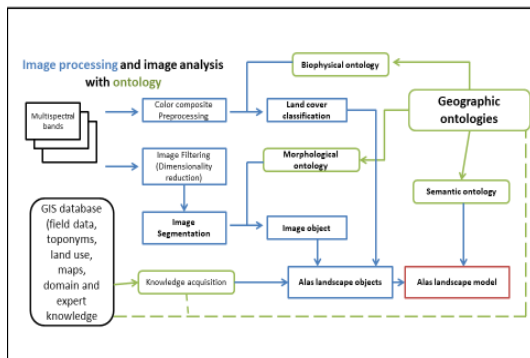 Image processing and image analysis
with ontology
Biophysical ontology
Multispectral
bands
Color composite
Preprocessing
Land cover
classification
Geographic
ontologies
Image Filtering
(Dimensionality
reduction)
Morphological
ontology
Semantic ontology
GIS database
(field data,
toponyms,
land use,
maps,
domain and
expert
knowledge
Image
Segmentation
Image object
Knowledge acquisition
Alas landscape objects
Alas landscape model